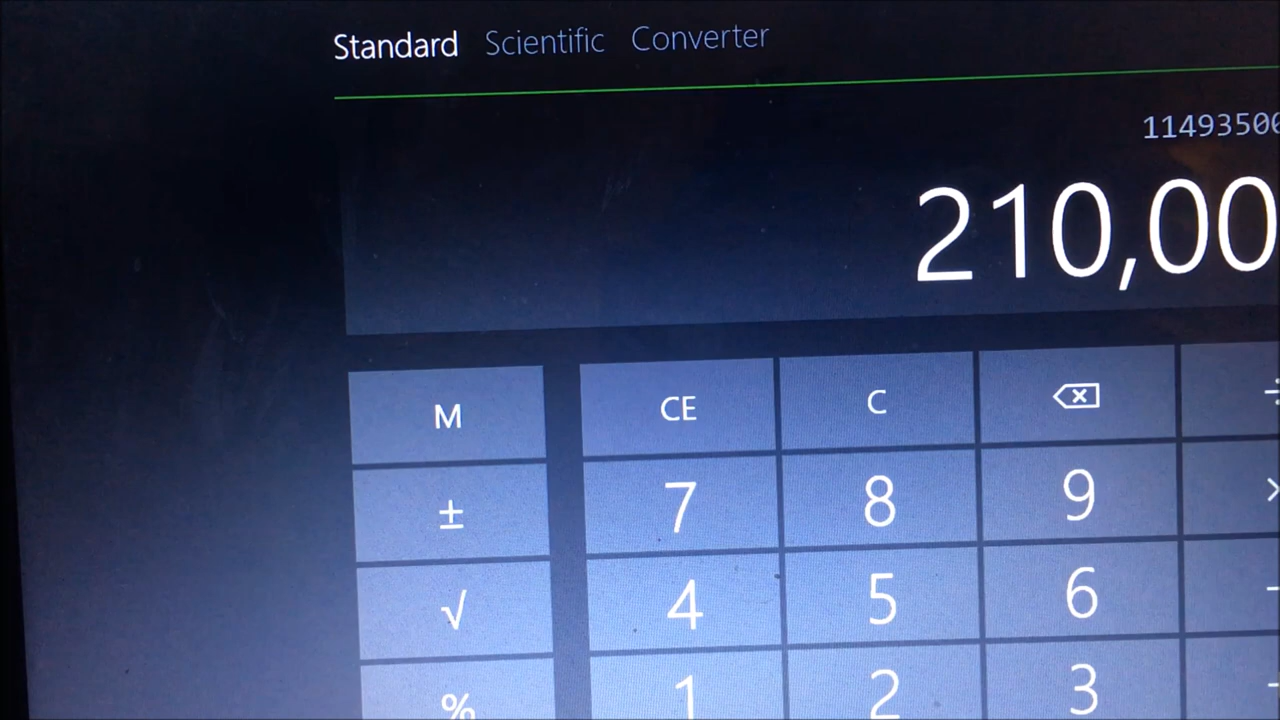 Standard Scientific Converter
11493500
210,00
M CE C ÷
± 7 8 9 ×
√ 4 5 6 -
% 1 2 3